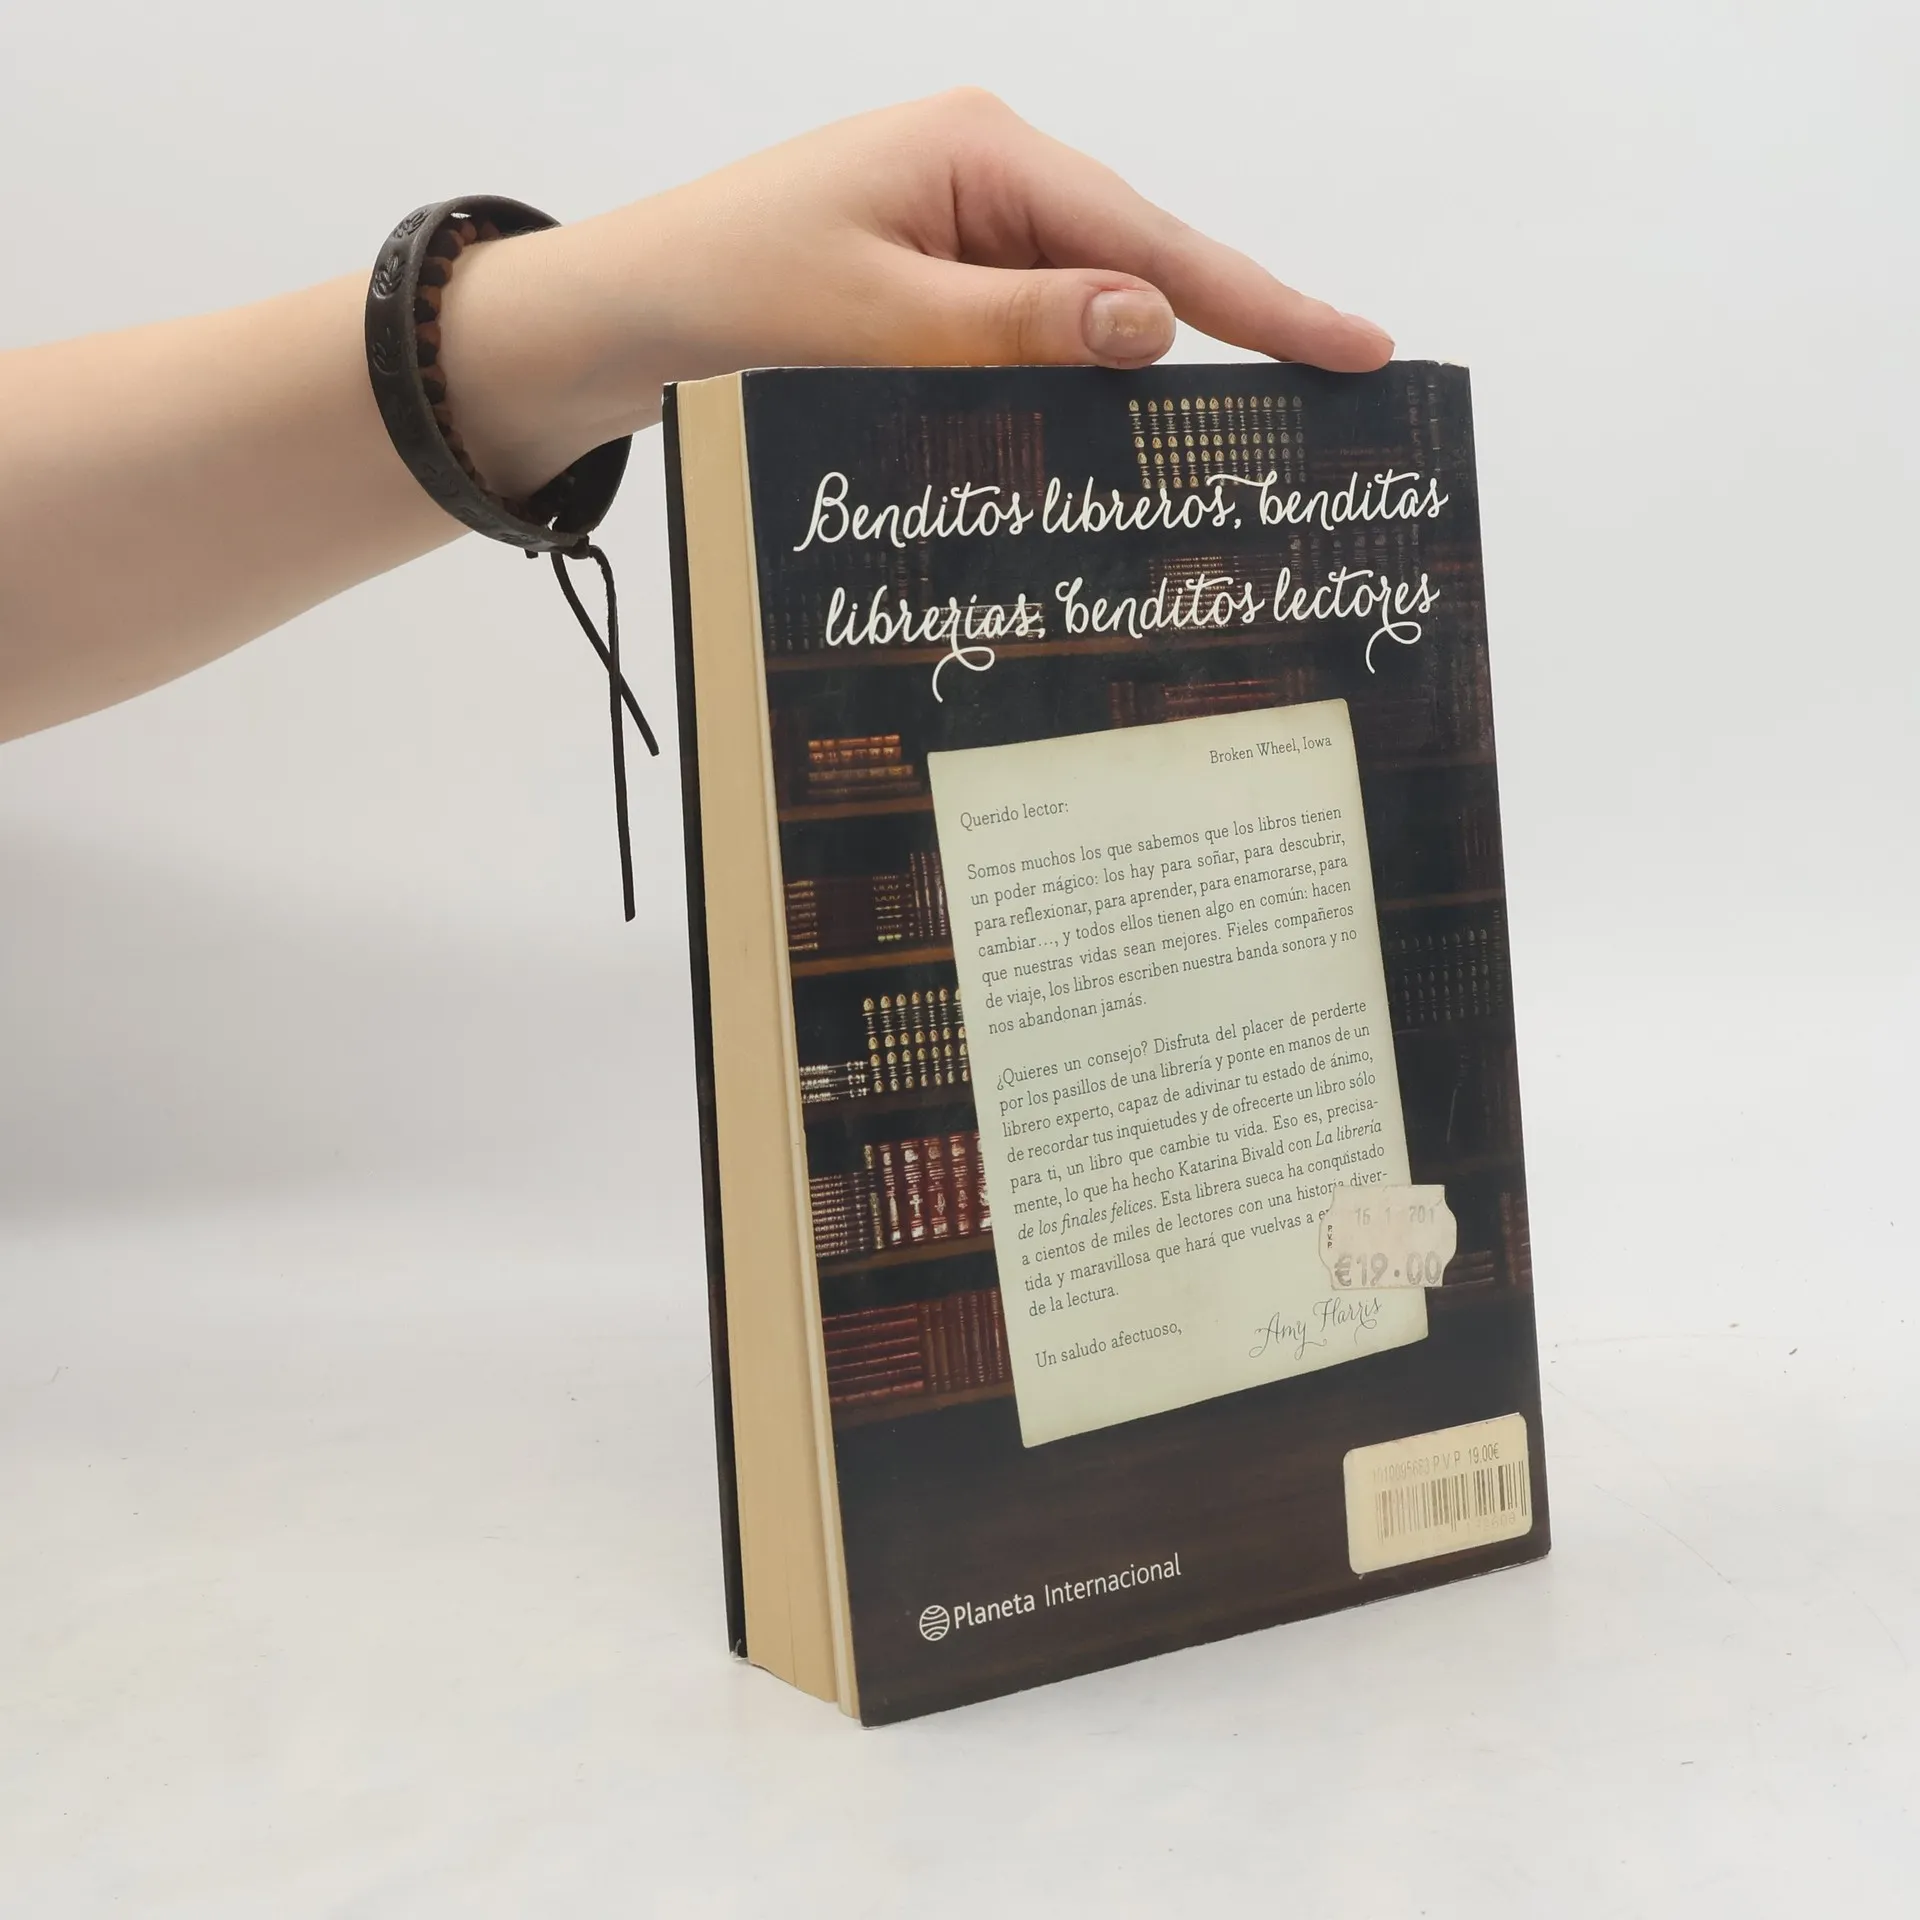 Benditos libreros, benditas
librerías, benditos lectores
Broken Wheel, Iowa
Querido lector:
Somos muchos los que sabemos que los libros tienen
un poder mágico: los hay para soñar, para descubrir,
para reflexionar, para aprender, para enamorarse, para
cambiar…, y todos ellos tienen algo en común: hacen
que nuestras vidas sean mejores. Fieles compañeros
de viaje, los libros escriben nuestra banda sonora y no
nos abandonan jamás.
¿Quieres un consejo? Disfruta del placer de perderte
por los pasillos de una librería y ponte en manos de un
librero experto, capaz de adivinar tu estado de ánimo,
de recordar tus inquietudes y de ofrecerte un libro sólo
para ti, un libro que cambie tu vida. Eso es, precisa-
mente, lo que ha hecho Katarina Bivald con La librería
de los finales felices. Esta librera sueca ha conquistado
a cientos de miles de lectores con una historia diver-
tida y maravillosa que hará que vuelvas a
de la lectura.
Un saludo afectuoso,
Amy Harris
P.V.P.
€19.00
P V P 19,00€
Planeta Internacional